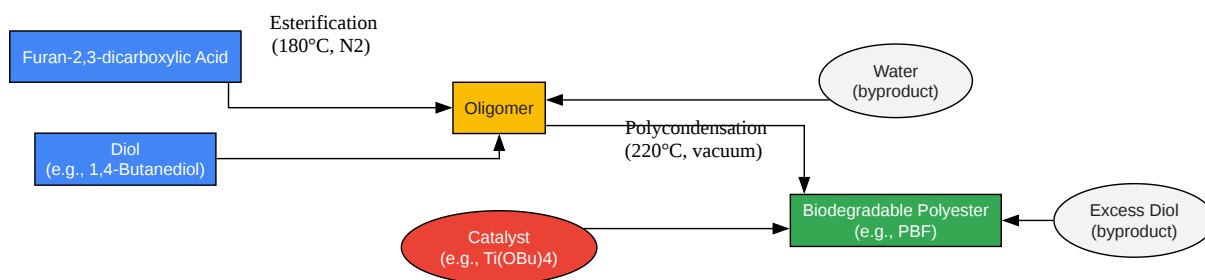 Esterification
(180°C, N2)
Furan-2,3-dicarboxylic Acid
Water
(byproduct)
Oligomer
Polycondensation
(220°C, vacuum)
Diol
(e.g., 1,4-Butanediol)
Biodegradable Polyester
(e.g., PBF)
Excess Diol
(byproduct)
Catalyst
(e.g., Ti(OBu)4)